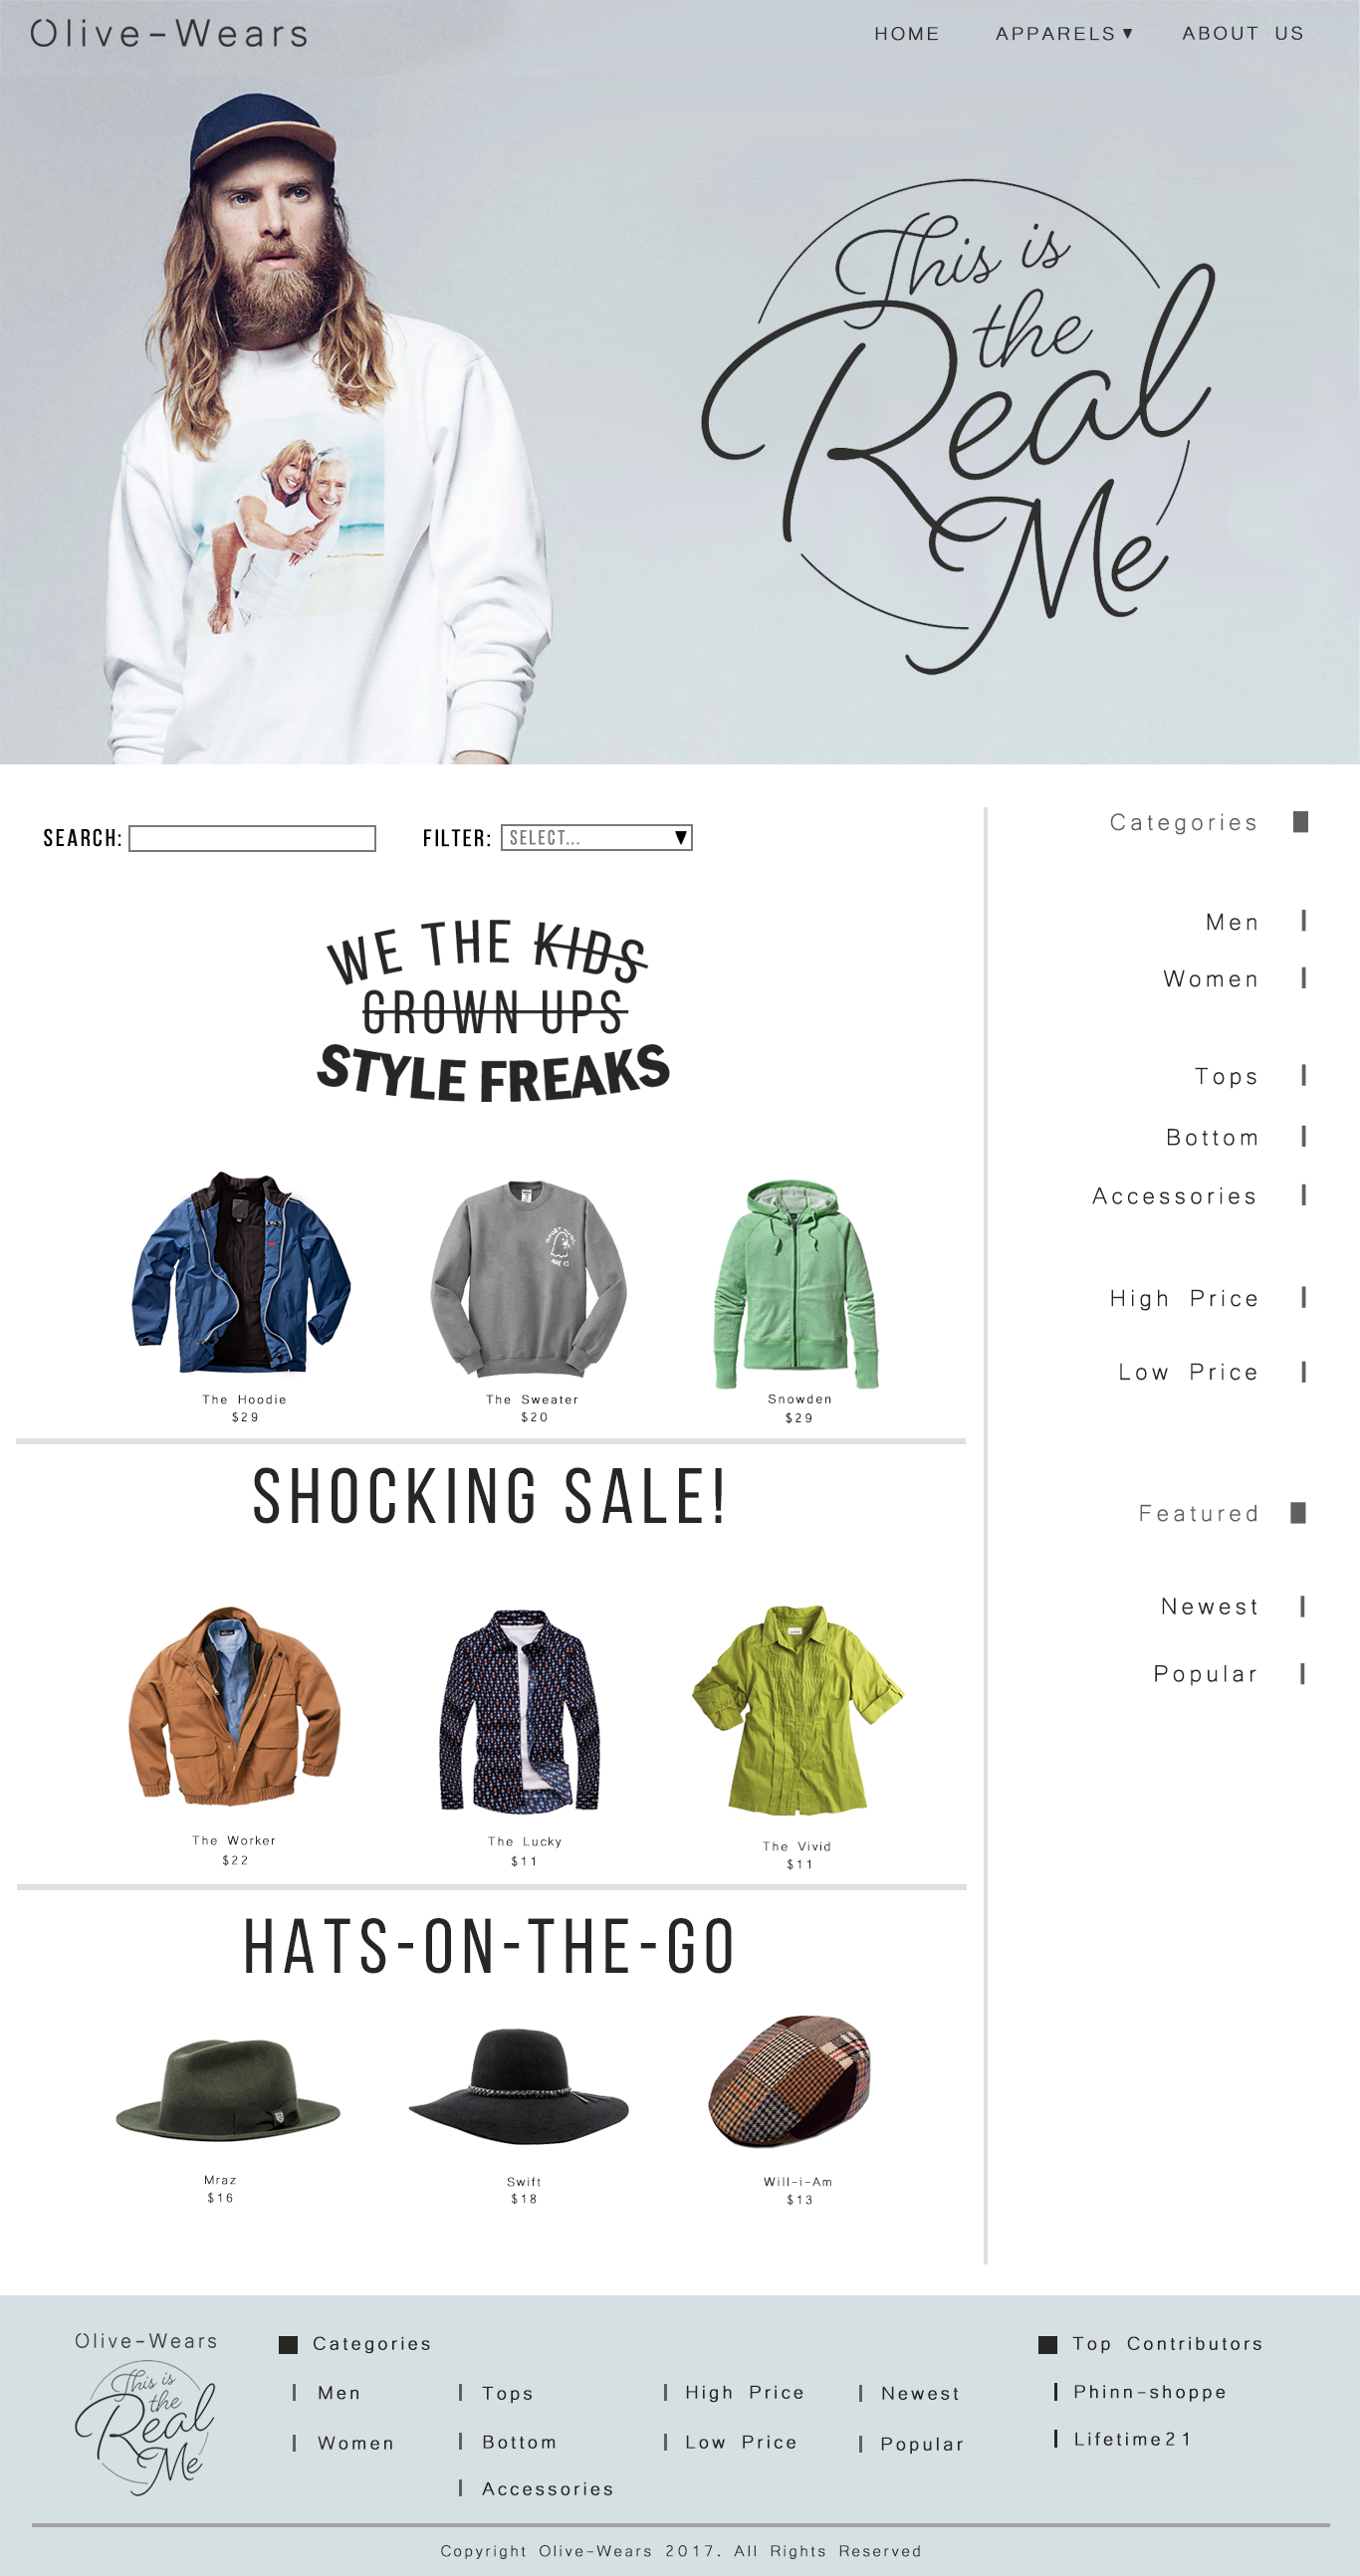 Olive-Wears
HOME APPARELS ▼ ABOUT US
This is
the
Real
Me
SEARCH:
FILTER: SELECT... ▼
WE THE KIDS
GROWN UPS
STYLE FREAKS
The Hoodie
$29
The Sweater
$20
Snowden
$29
SHOCKING SALE!
The Worker
$22
The Lucky
$11
The Vivid
$11
HATS-ON-THE-GO
Mraz
$16
Swift
$18
Will-i-Am
$13
Categories
Men
Women
Tops
Bottom
Accessories
High Price
Low Price
Featured
Newest
Popular
Olive-Wears
This is
the
Real
Me
Categories
Men
Women
Tops
Bottom
Accessories
High Price
Low Price
Newest
Popular
Top Contributors
Phinn-shoppe
Lifetime21
Copyright Olive-Wears 2017. All Rights Reserved